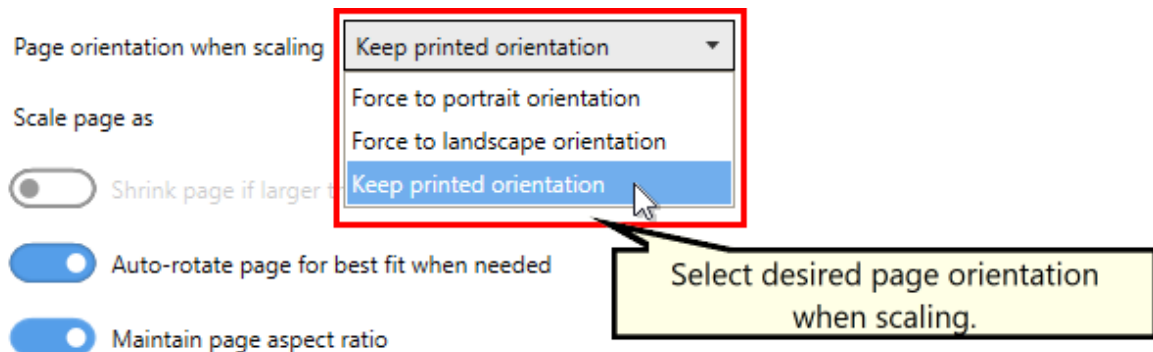 Page orientation when scaling Keep printed orientation
Force to portrait orientation
Scale page as
Force to landscape orientation
Keep printed orientation
Shrink page if larger
Auto-rotate page for best fit when needed
Select desired page orientation
when scaling.
Maintain page aspect ratio